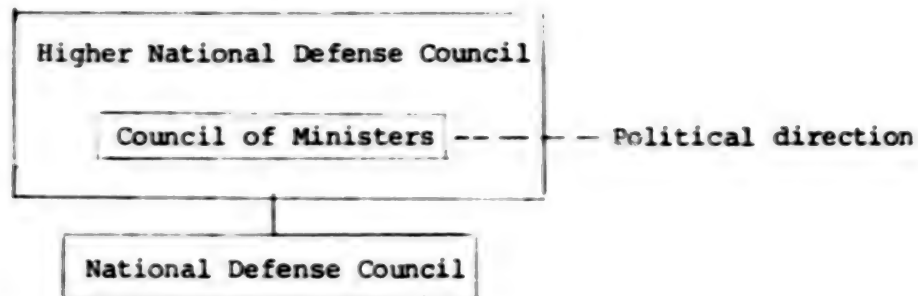 Higher National Defense Council
Council of Ministers -- -- -- Political direction
National Defense Council